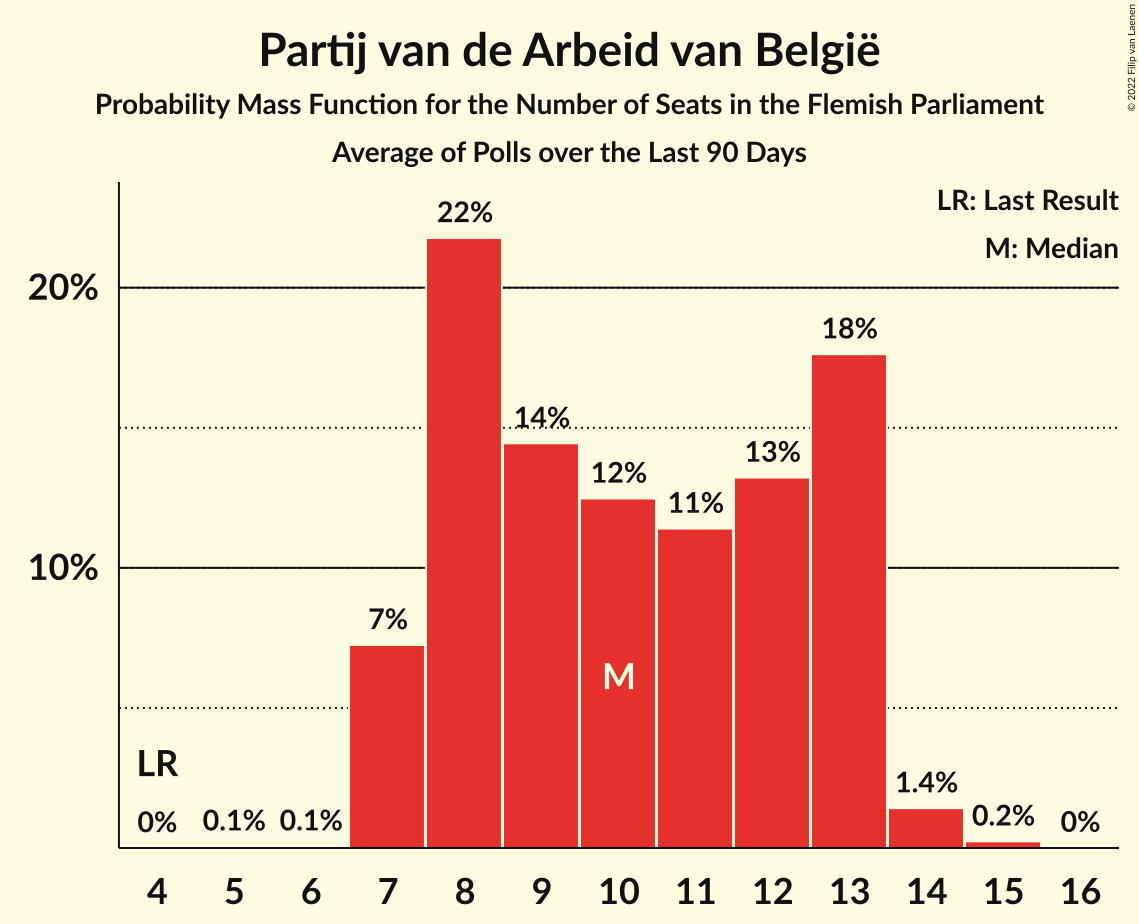 Partij van de Arbeid van België
Probability Mass Function for the Number of Seats in the Flemish Parliament
Average of Polls over the Last 90 Days
© 2022 Filip van Laenen
LR: Last Result
M: Median
20%
10%
LR
0%
0.1%
0.1%
7%
22%
14%
12%
M
11%
13%
18%
1.4%
0.2%
0%
4 5 6 7 8 9 10 11 12 13 14 15 16